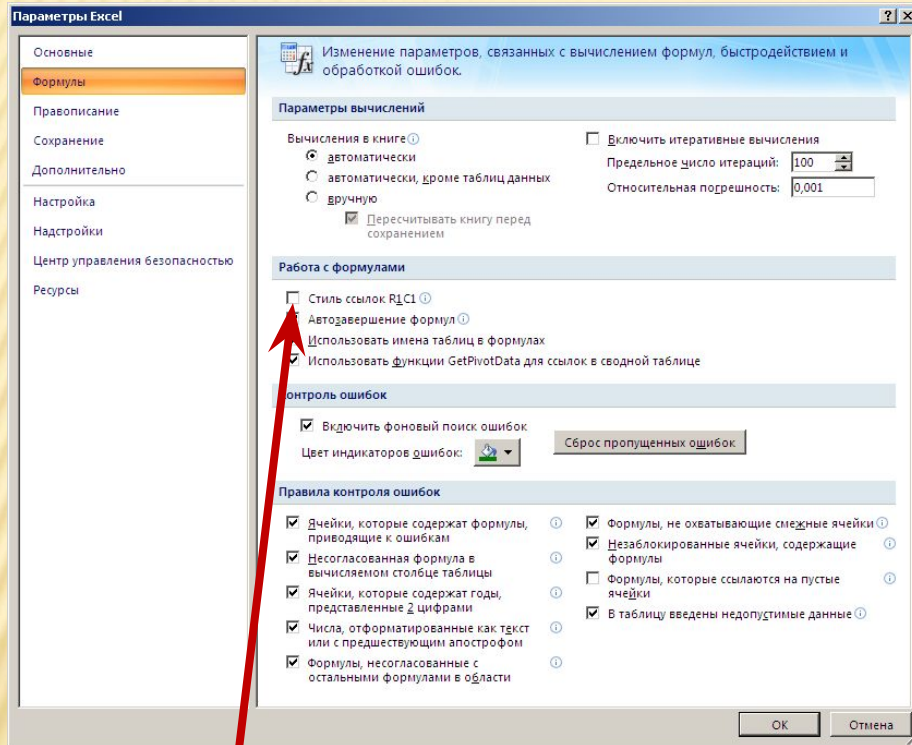 Параметры Excel
Основные
Формулы
Правописание
Сохранение
Дополнительно
Настройка
Надстройки
Центр управления безопасностью
Ресурсы
Изменение параметров, связанных с вычислением формул, быстродействием и
обработкой ошибок.
Параметры вычислений
Вычисления в книге
автоматически
автоматически, кроме таблиц данных
вручную
Пересчитывать книгу перед
сохранением
Включить итеративные вычисления
Предельное число итераций: 100
Относительная погрешность: 0,001
Работа с формулами
Стиль ссылок R1C1
Автозавершение формул
Использовать имена таблиц в формулах
Использовать функции GetPivotData для ссылок в сводной таблице
онтроль ошибок
Включить фоновый поиск ошибок
Цвет индикаторов ошибок:
Сброс пропущенных ошибок
Правила контроля ошибок
Ячейки, которые содержат формулы,
приводящие к ошибкам
Несогласованная формула в
вычисляемом столбце таблицы
Ячейки, которые содержат годы,
представленные 2 цифрами
Числа, отформатированные как текст
или с предшествующим апострофом
Формулы, несогласованные с
остальными формулами в области
Формулы, не охватывающие смежные ячейки
Незаблокированные ячейки, содержащие
формулы
Формулы, которые ссылаются на пустые
ячейки
В таблицу введены недопустимые данные
ОК
Отмена